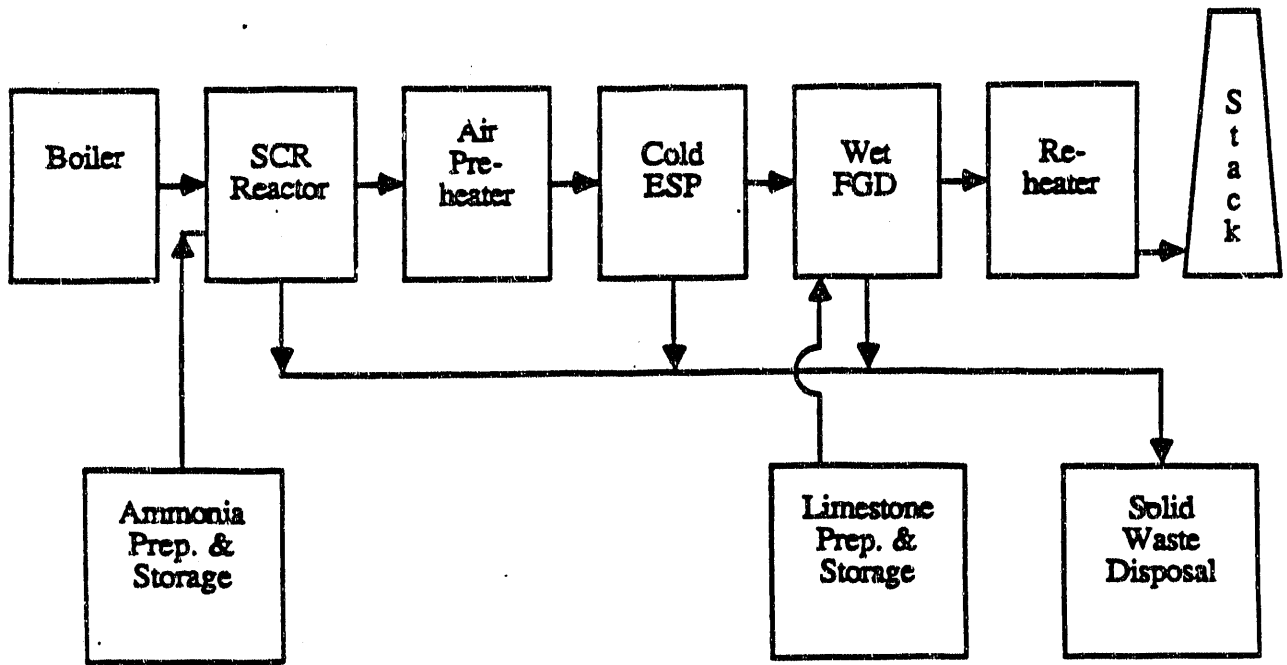 Boiler
SCR
Reactor
Air
Pre-
heater
Cold
ESP
Wet
FGD
Re-
heater
S
t
a
c
k
Ammonia
Prep. &
Storage
Limestone
Prep. &
Storage
Solid
Waste
Disposal